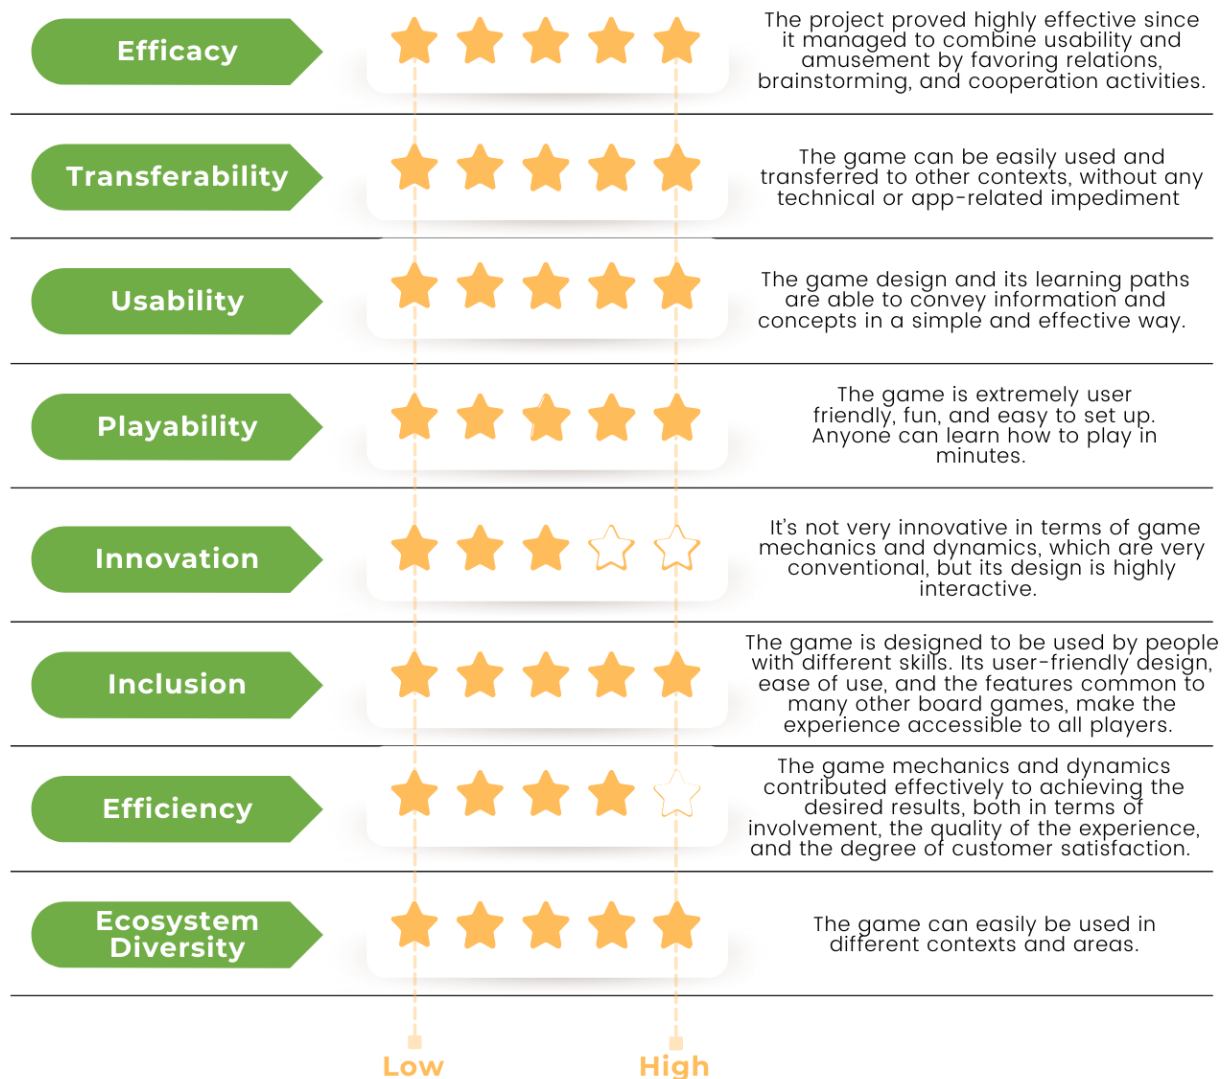 Efficacy
The project proved highly effective since
it managed to combine usability and
amusement by favoring relations,
brainstorming, and cooperation activities.
Transferability
The game can be easily used and
transferred to other contexts, without any
technical or app-related impediment
Usability
The game design and its learning paths
are able to convey information and
concepts in a simple and effective way.
Playability
The game is extremely user
friendly, fun, and easy to set up.
Anyone can learn how to play in
minutes.
Innovation
It's not very innovative in terms of game
mechanics and dynamics, which are very
conventional, but its design is highly
interactive.
Inclusion
The game is designed to be used by people
with different skills. Its user-friendly design,
ease of use, and the features common to
many other board games, make the
experience accessible to all players.
Efficiency
The game mechanics and dynamics
contributed effectively to achieving the
desired results, both in terms of
involvement, the quality of the experience,
and the degree of customer satisfaction.
Ecosystem
Diversity
The game can easily be used in
different contexts and areas.
Low
High